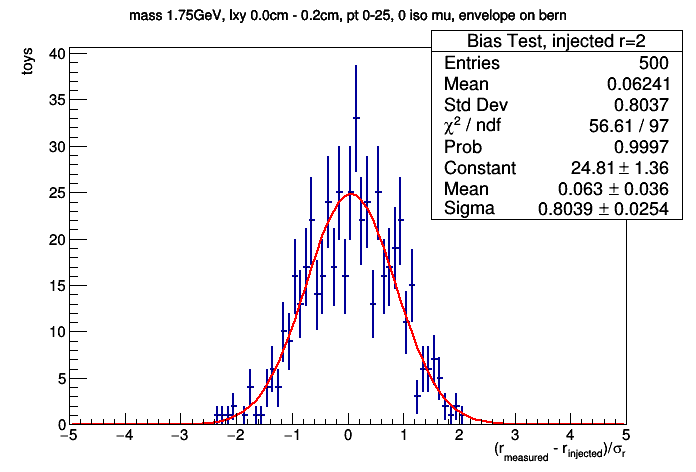 mass 1.75GeV, lxy 0.0cm - 0.2cm, pt 0-25, 0 iso mu, envelope on bern
Bias Test, injected r=2
Entries 500
Mean 0.06241
Std Dev 0.8037
χ² / ndf 56.61 / 97
Prob 0.9997
Constant 24.81 ± 1.36
Mean 0.063 ± 0.036
Sigma 0.8039 ± 0.0254
toys
40
35
30
25
20
15
10
5
0
−5 −4 −3 −2 −1 0 1 2 3 4 5
(r_measured - r_injected)/σ_r